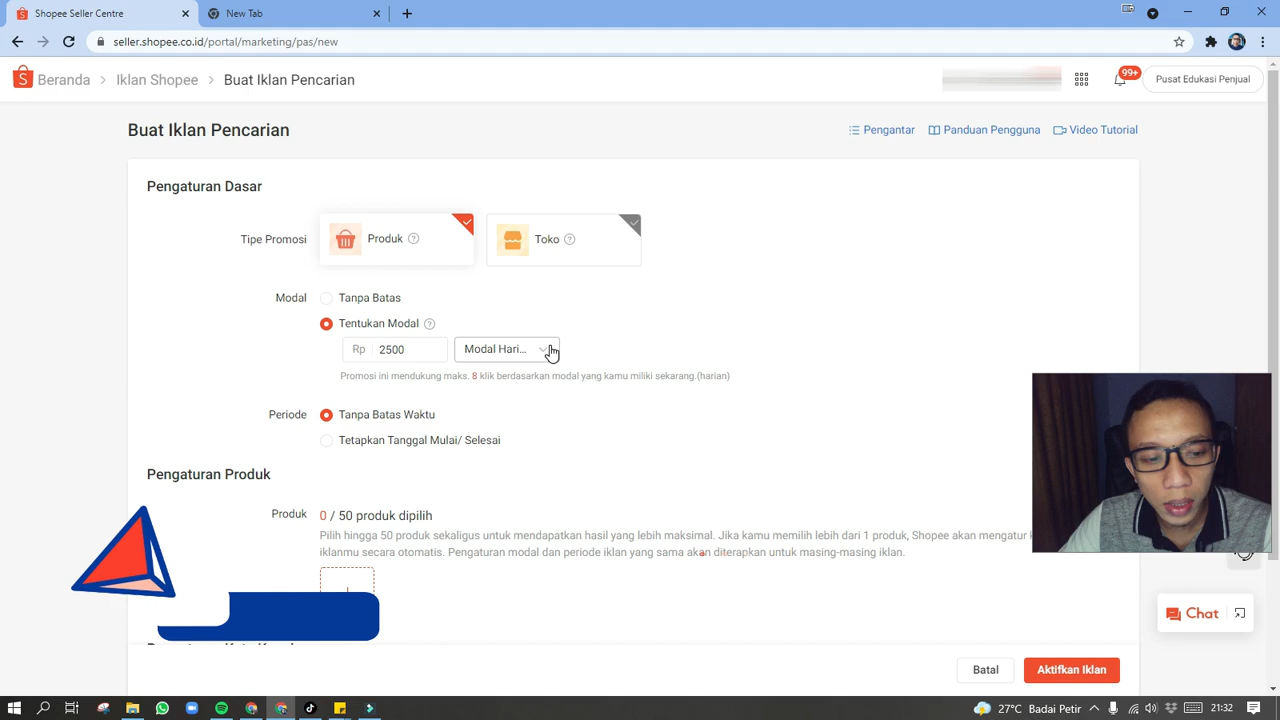 Shopee Seller Centre
New Tab
seller.shopee.co.id/portal/marketing/pas/new
Beranda > Iklan Shopee > Buat Iklan Pencarian
99+
Pusat Edukasi Penjual
Buat Iklan Pencarian
Pengantar
Panduan Pengguna
Video Tutorial
Pengaturan Dasar
Tipe Promosi
Produk
Toko
Modal
Tanpa Batas
Tentukan Modal
Rp 2500
Modal Hari...
Promosi ini mendukung maks. 8 klik berdasarkan modal yang kamu miliki sekarang.(harian)
Periode
Tanpa Batas Waktu
Tetapkan Tanggal Mulai/ Selesai
Pengaturan Produk
Produk
0 / 50 produk dipilih
Pilih hingga 50 produk sekaligus untuk mendapatkan hasil yang lebih maksimal. Jika kamu memilih lebih dari 1 produk, Shopee akan mengatur
iklanmu secara otomatis. Pengaturan modal dan periode iklan yang sama akan diterapkan untuk masing-masing iklan.
Chat
Batal
Aktifkan Iklan
27°C Badai Petir
21:32